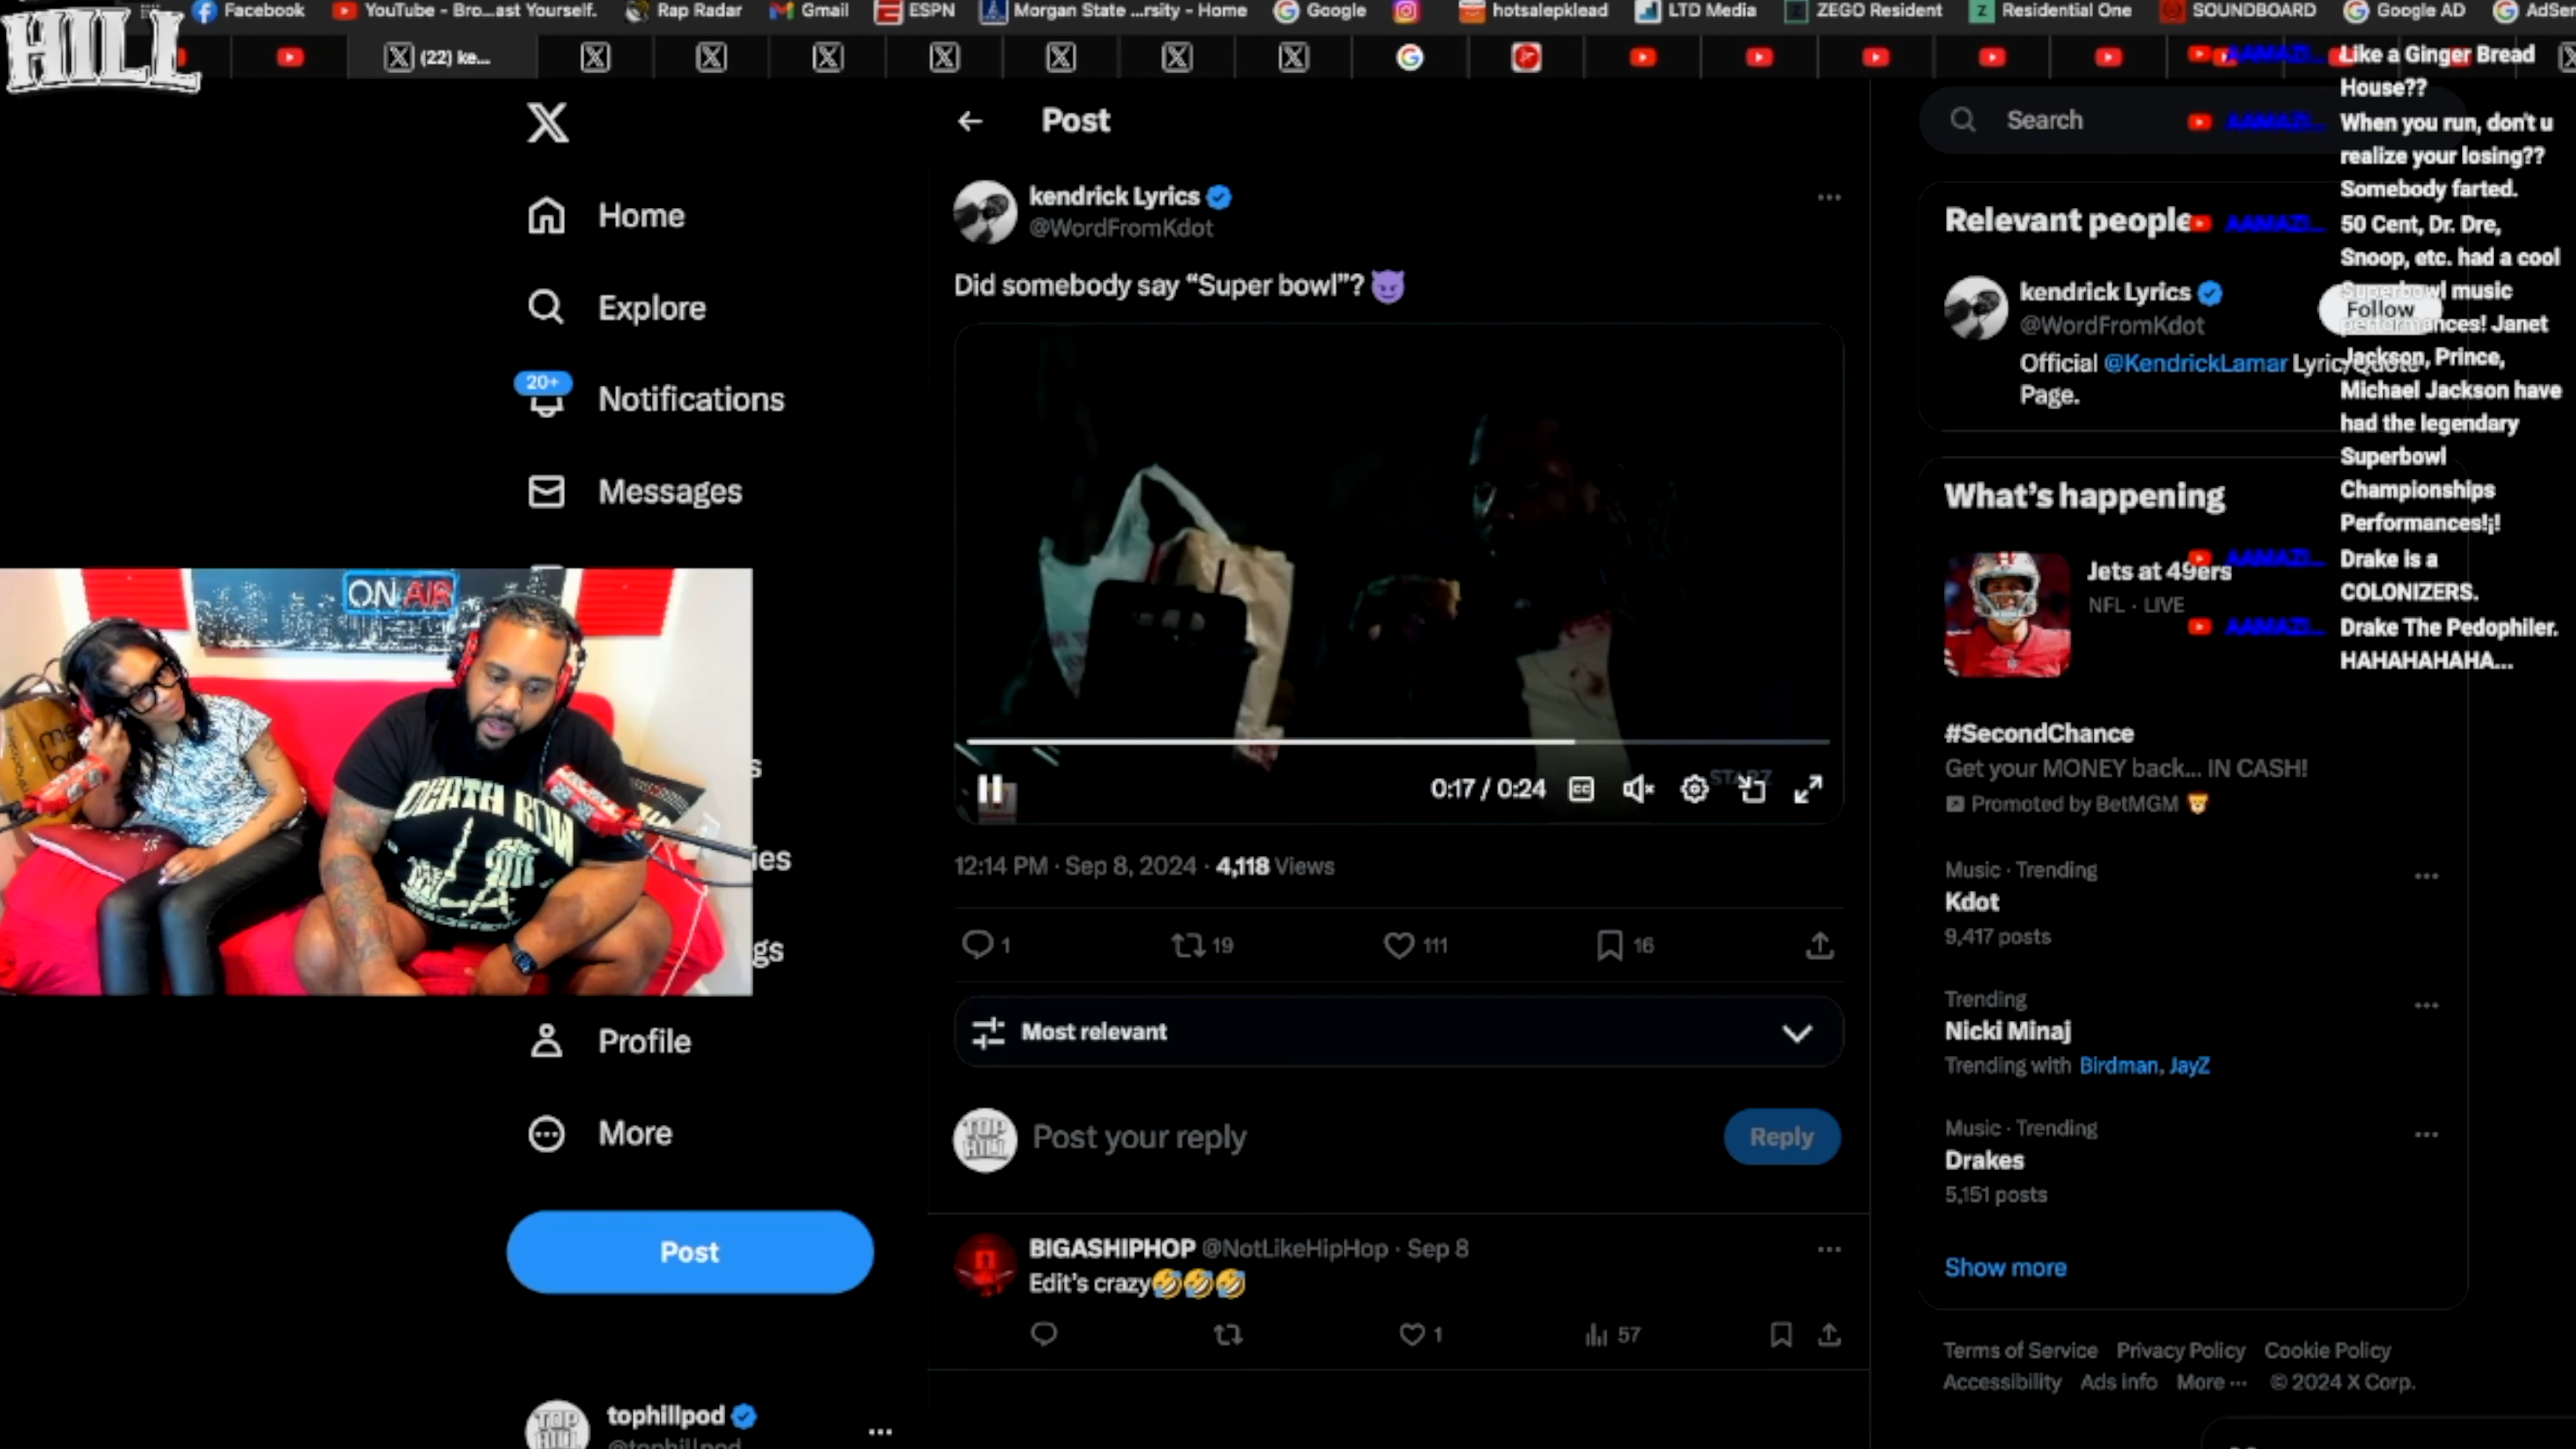 HILL
Facebook
YouTube - Bro...ast Yourself.
Rap Radar
Gmail
ESPN
Morgan State ...rsity - Home
Google
hotsalepklead
LTD Media
ZEGO Resident
Residential One
SOUNDBOARD
Google AD
(22) ke...
X
Home
Explore
20+
Notifications
Messages
Profile
More
Post
tophillpod
ON AIR
DEATH ROW
Post
kendrick Lyrics
@WordFromKdot
Did somebody say “Super bowl”? 😈
0:17 / 0:24
STARZ
12:14 PM · Sep 8, 2024 · 4,118 Views
1
19
111
16
Most relevant
TOP HILL
Post your reply
Reply
BIGASHIPHOP @NotLikeHipHop · Sep 8
Edit's crazy🤣🤣🤣
1
57
Search
Relevant people
kendrick Lyrics
@WordFromKdot
Follow
Official @KendrickLamar Lyric/Quote
Page.
What's happening
Jets at 49ers
NFL · LIVE
#SecondChance
Get your MONEY back... IN CASH!
Promoted by BetMGM 🦁
Music · Trending
Kdot
9,417 posts
Trending
Nicki Minaj
Trending with Birdman, JayZ
Music · Trending
Drakes
5,151 posts
Show more
Terms of Service Privacy Policy Cookie Policy
Accessibility Ads info More ··· © 2024 X Corp.
Like a Ginger Bread
House??
When you run, don't u
realize your losing??
Somebody farted.
50 Cent, Dr. Dre,
Snoop, etc. had a cool
Superbowl music
performances! Janet
Jackson, Prince,
Michael Jackson have
had the legendary
Superbowl
Championships
Performances!¡!
Drake is a
COLONIZERS.
Drake The Pedophiler.
HAHAHAHAHA...